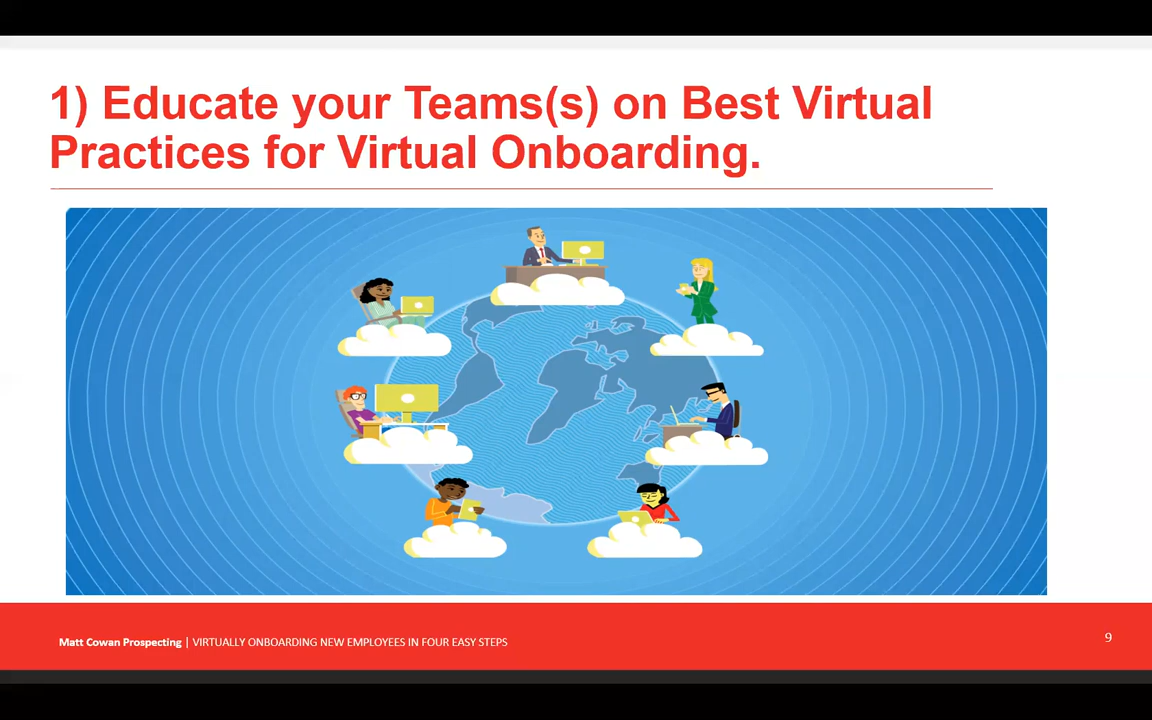 1) Educate your Teams(s) on Best Virtual
Practices for Virtual Onboarding.
Matt Cowan Prospecting | VIRTUALLY ONBOARDING NEW EMPLOYEES IN FOUR EASY STEPS
9